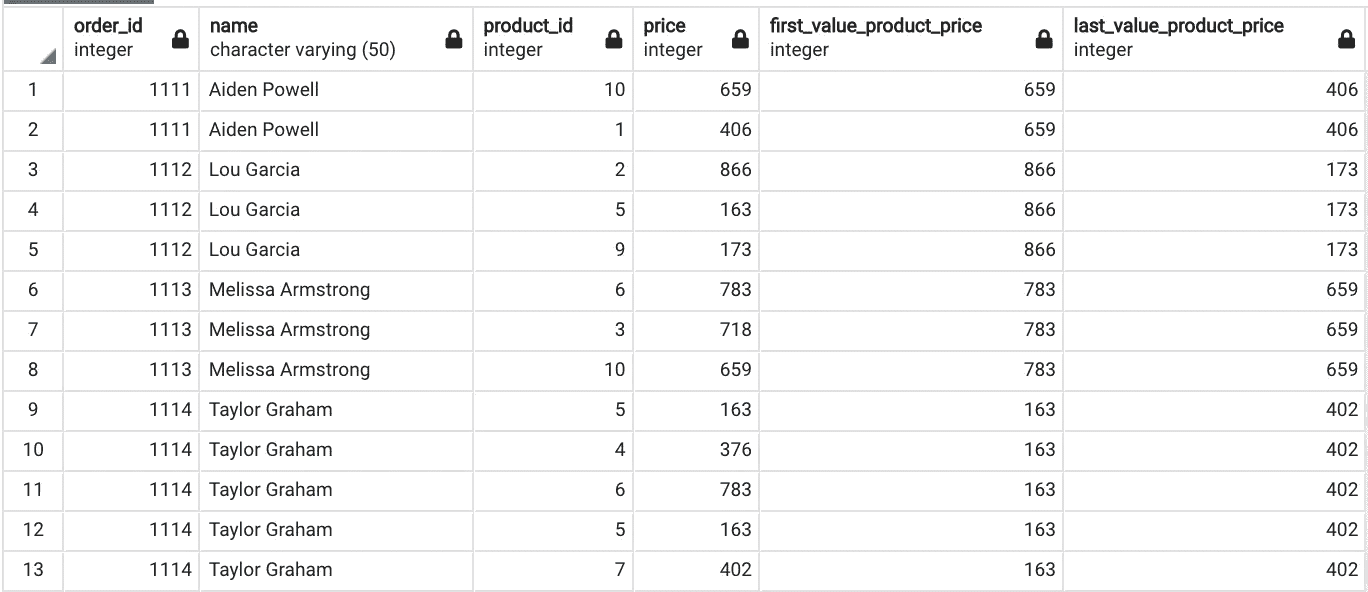 order_id name product_id price first_value_product_price last_value_product_price
integer character varying (50) integer integer integer integer
1 1111 Aiden Powell 10 659 659 406
2 1111 Aiden Powell 1 406 659 406
3 1112 Lou Garcia 2 866 866 173
4 1112 Lou Garcia 5 163 866 173
5 1112 Lou Garcia 9 173 866 173
6 1113 Melissa Armstrong 6 783 783 659
7 1113 Melissa Armstrong 3 718 783 659
8 1113 Melissa Armstrong 10 659 783 659
9 1114 Taylor Graham 5 163 163 402
10 1114 Taylor Graham 4 376 163 402
11 1114 Taylor Graham 6 783 163 402
12 1114 Taylor Graham 5 163 163 402
13 1114 Taylor Graham 7 402 163 402